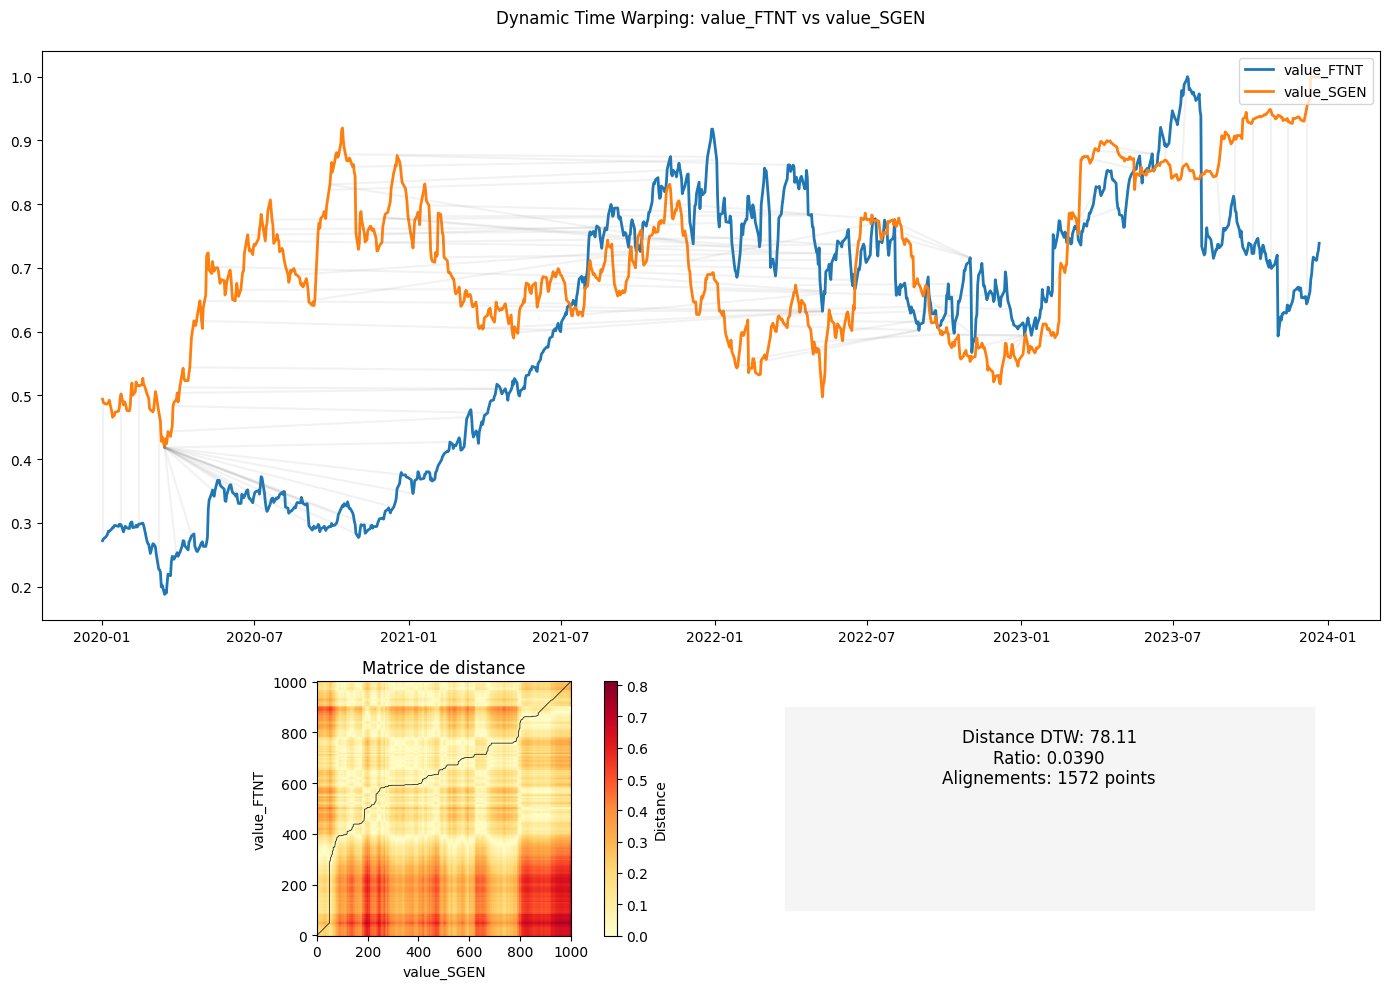 Dynamic Time Warping: value_FTNT vs value_SGEN
value_FTNT
value_SGEN
1.0
0.9
0.8
0.7
0.6
0.5
0.4
0.3
0.2
2020-01 2020-07 2021-01 2021-07 2022-01 2022-07 2023-01 2023-07 2024-01
Matrice de distance
value_FTNT
1000
800
600
400
200
0
0 200 400 600 800 1000
value_SGEN
0.8
0.7
0.6
0.5
0.4
0.3
0.2
0.1
0.0
Distance
Distance DTW: 78.11
Ratio: 0.0390
Alignements: 1572 points